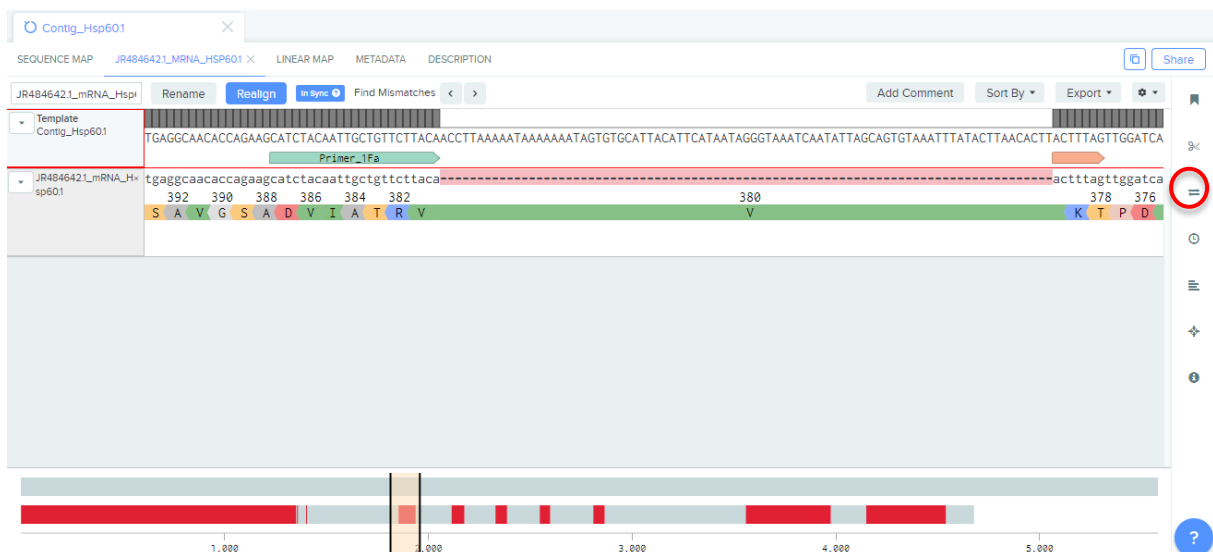 Contig_Hsp60.1
SEQUENCE MAP JR484642.1_MRNA_HSP60.1 LINEAR MAP METADATA DESCRIPTION
Share
JR484642.1_mRNA_Hsp Rename Realign In Sync Find Mismatches Add Comment Sort By Export
Template
Contig_Hsp60.1
TGAGGCAACACCAGAAGCATCTACAATTGCTGTTCTTACAACCTTAAAAATAAAAAAATAGTGTGCATTACATTCATAATAGGGTAAATCAATATTAGCAGTGTAAATTTATACTTAACACTTACTTTAGTTGGATCA
Primer_1Fa
JR484642.1_mRNA_H
sp60.1
tgaggcaacaccagaagcatctacaattgctgttcttaca-----------------------------------------------------------------------------------actttagttggatca
392 390 388 386 384 382 380 378 376
S A V G S A D V I A T R V V K T P D
1.000 2.000 3.000 4.000 5.000
?